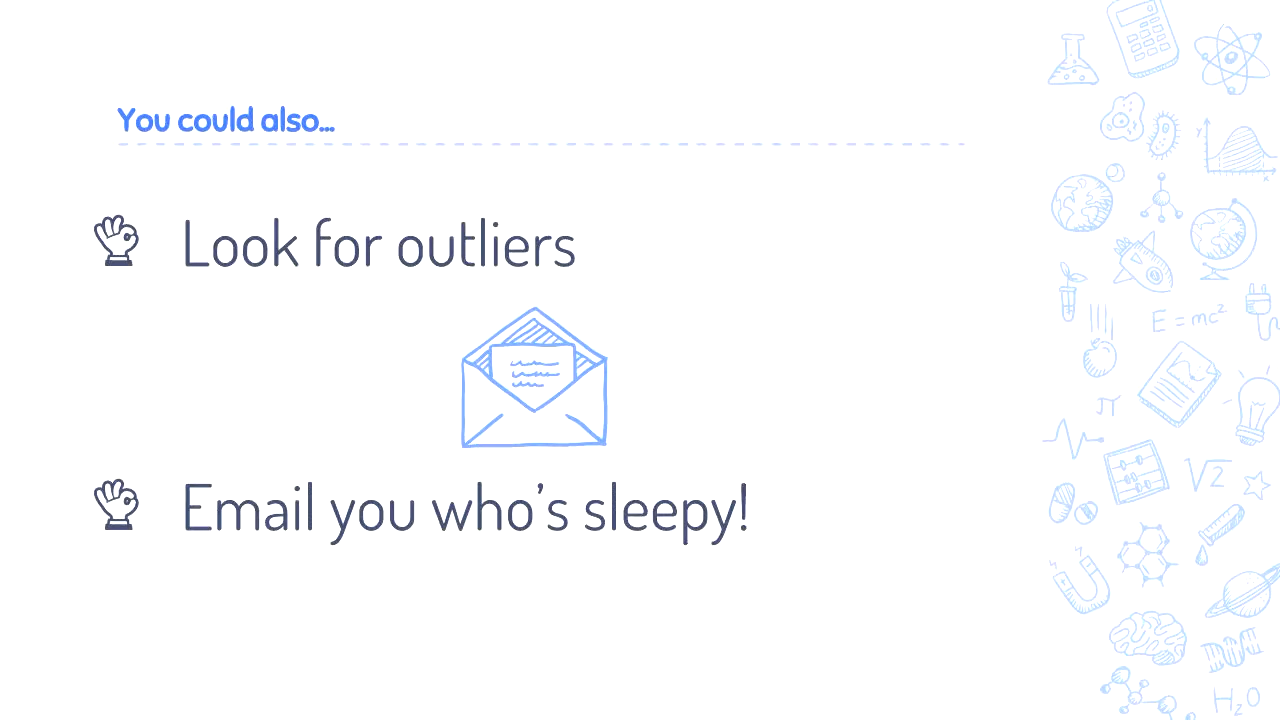 You could also...
Look for outliers
Email you who's sleepy!
y
x
E = mc²
π
√2
H₂O